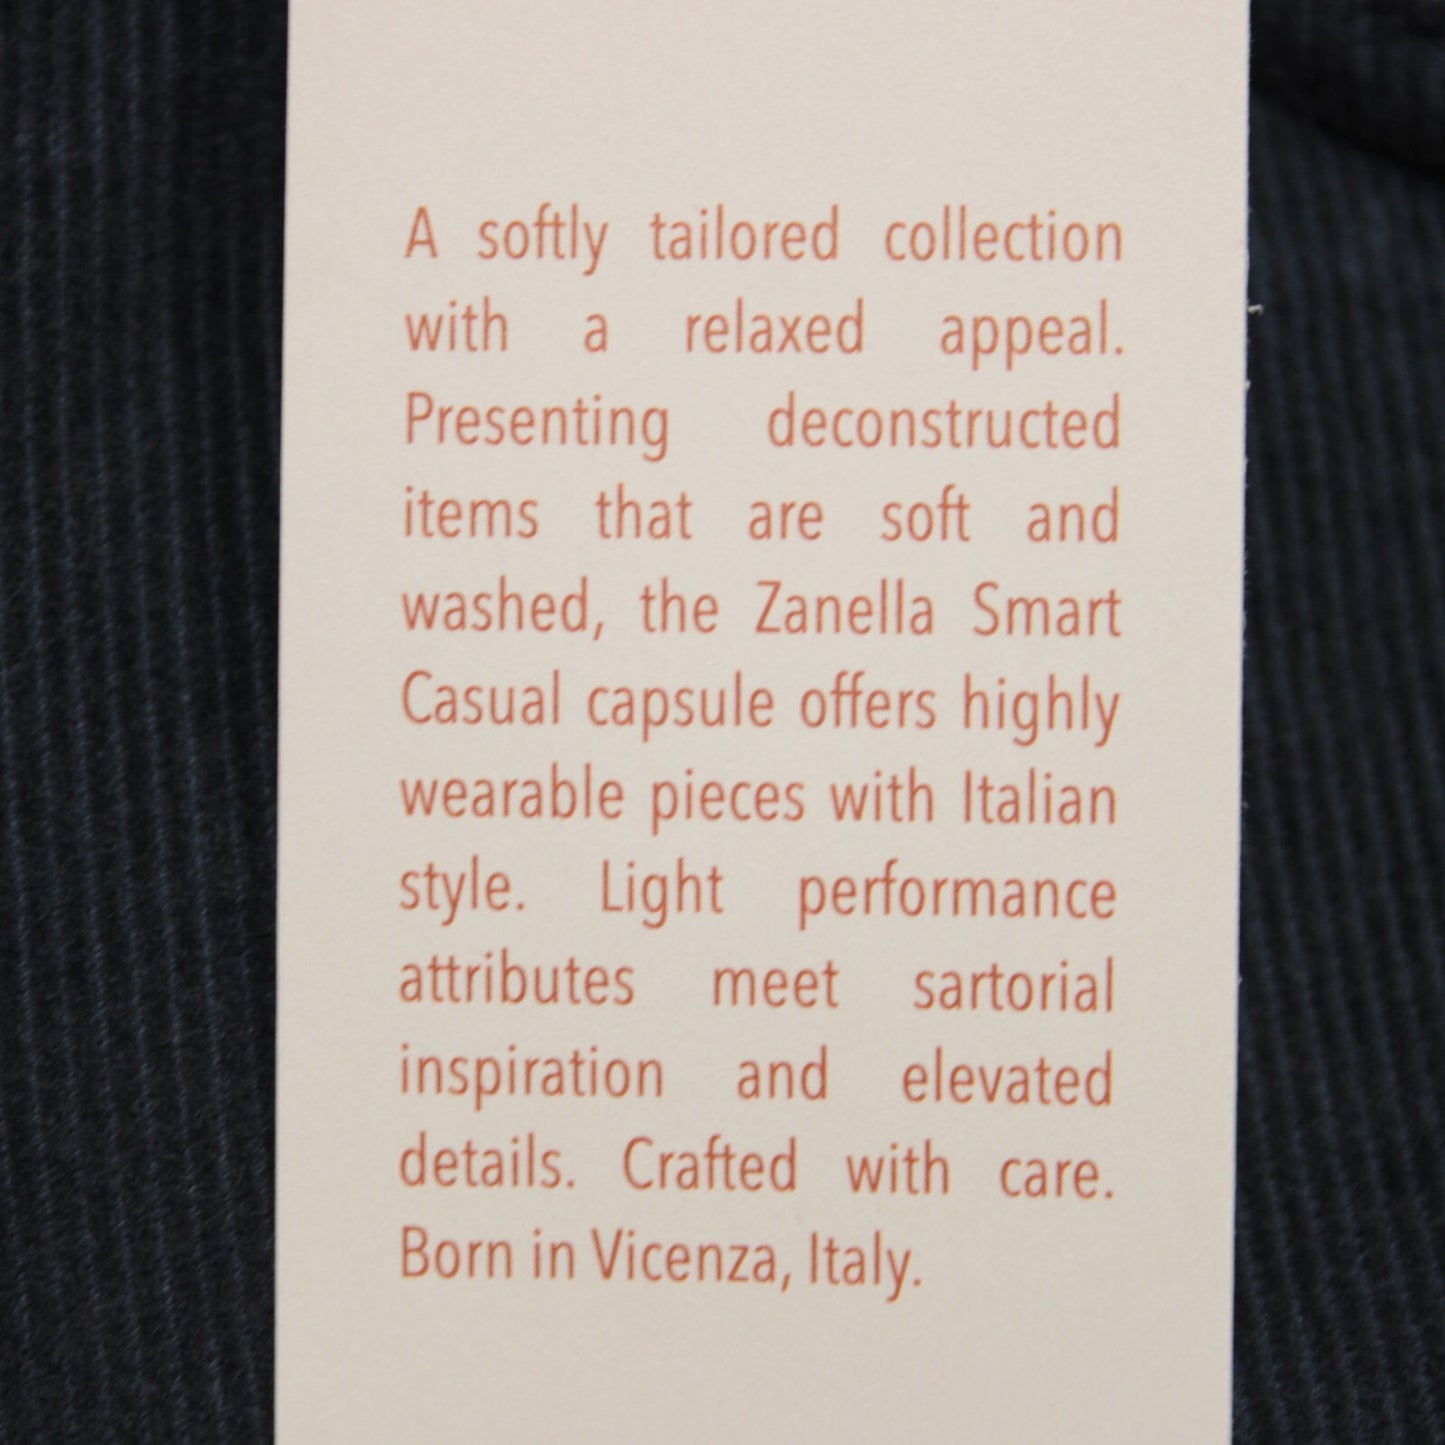 A softly tailored collection
with a relaxed appeal.
Presenting deconstructed
items that are soft and
washed, the Zanella Smart
Casual capsule offers highly
wearable pieces with Italian
style. Light performance
attributes meet sartorial
inspiration and elevated
details. Crafted with care.
Born in Vicenza, Italy.